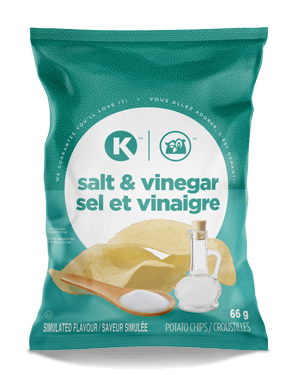 WE GUARANTEE YOU'LL LOVE IT! • VOUS ALLEZ ADORER, C'EST GARANTI!
K
salt & vinegar
sel et vinaigre
66 g
SIMULATED FLAVOUR / SAVEUR SIMULÉE
POTATO CHIPS / CROUSTILLES